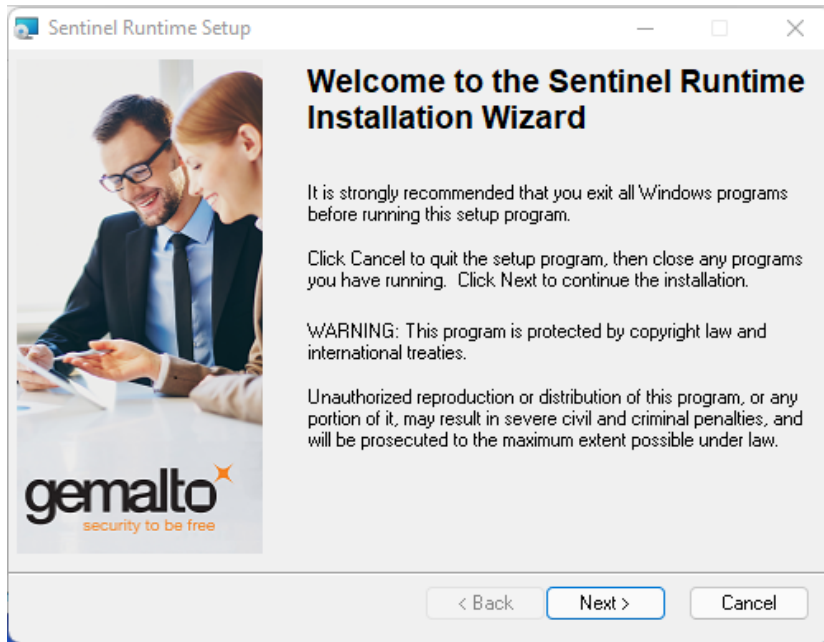 Sentinel Runtime Setup
Welcome to the Sentinel Runtime
Installation Wizard
It is strongly recommended that you exit all Windows programs
before running this setup program.
Click Cancel to quit the setup program, then close any programs
you have running.  Click Next to continue the installation.
WARNING: This program is protected by copyright law and
international treaties.
Unauthorized reproduction or distribution of this program, or any
portion of it, may result in severe civil and criminal penalties, and
will be prosecuted to the maximum extent possible under law.
gemalto
security to be free
< Back
Next >
Cancel